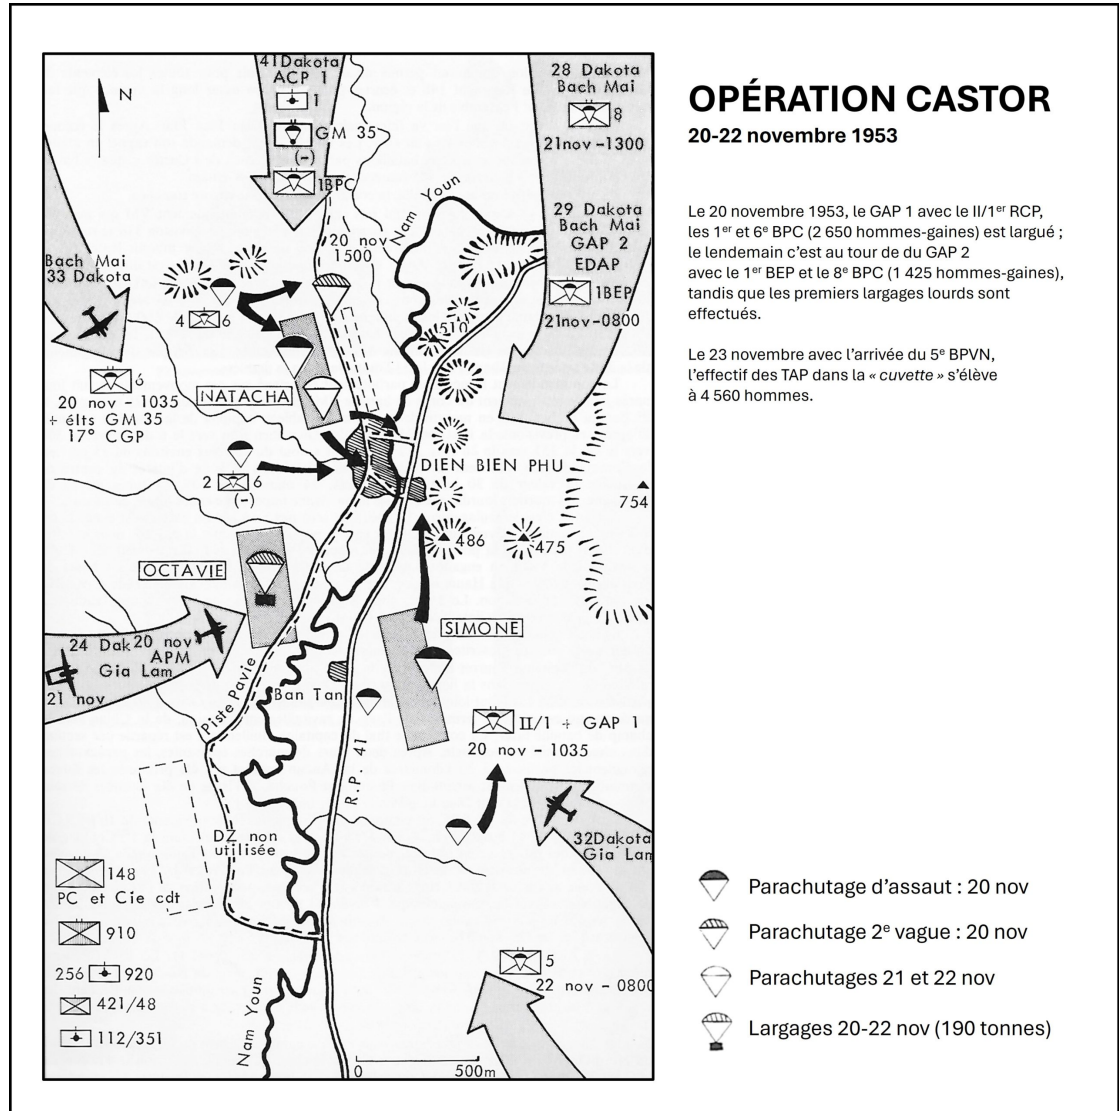 41Dakota
ACP 1
1
GM 35
(-)
1BPC
N
28 Dakota
Bach Mai
8
21nov -1300
29 Dakota
Bach Mai
GAP 2
EDAP
1BEP
21nov-0800
Nam Youn
20 nov
1500
Bach Mai
33 Dakota
4 6
510
6
20 nov -1035
÷ élts GM 35
17° CGP
NATACHA
2 6
(-)
DIEN BIEN PHU
754
486
475
OCTAVIE
SIMONE
24 Dak 20 nov
APM
Gia Lam
21 nov
Piste Pavie
Ban Tan
II/1 ÷ GAP 1
20 nov - 1035
R.P. 41
DZ non
utilisée
32Dakota
Gia Lam
148
PC et Cie cdt
910
256 920
421/48
112/351
5
22 nov - 0800
Nam Youn
0 500m
OPÉRATION CASTOR
20-22 novembre 1953
Le 20 novembre 1953, le GAP 1 avec le II/1er RCP,
les 1er et 6e BPC (2 650 hommes-gaines) est largué ;
le lendemain c’est au tour de du GAP 2
avec le 1er BEP et le 8e BPC (1 425 hommes-gaines),
tandis que les premiers largages lourds sont
effectués.
Le 23 novembre avec l’arrivée du 5e BPVN,
l’effectif des TAP dans la « cuvette » s’élève
à 4 560 hommes.
Parachutage d’assaut : 20 nov
Parachutage 2e vague : 20 nov
Parachutages 21 et 22 nov
Largages 20-22 nov (190 tonnes)